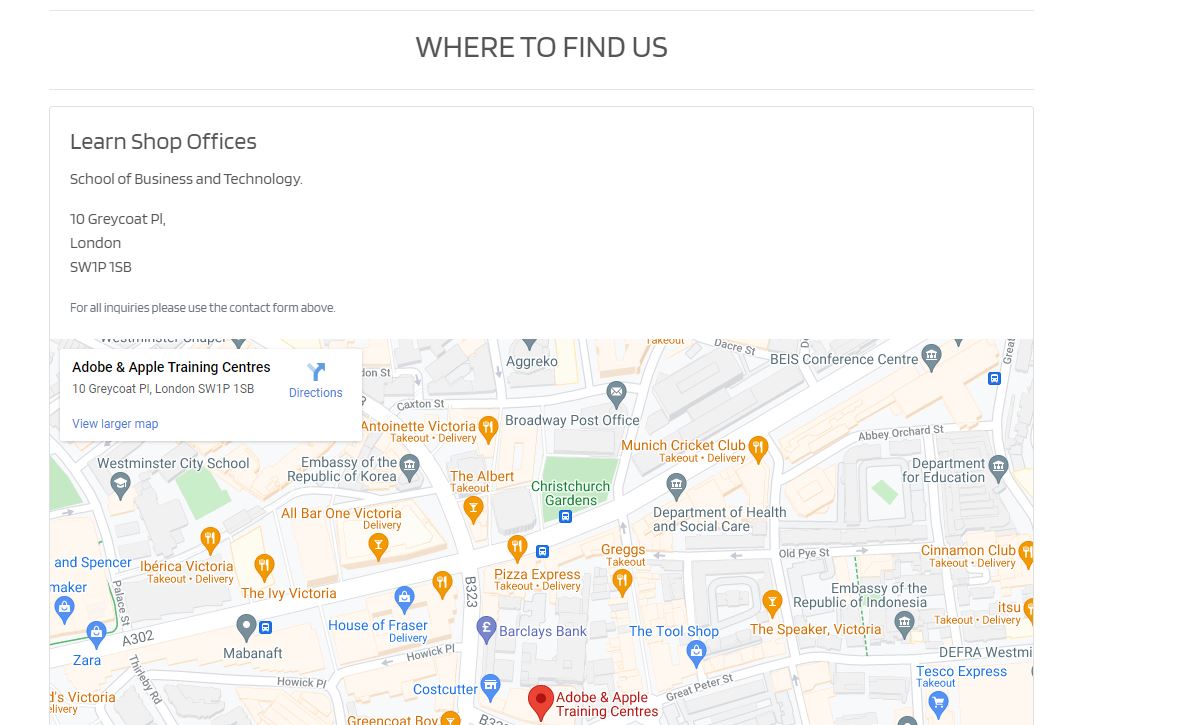 WHERE TO FIND US
Learn Shop Offices
School of Business and Technology.
10 Greycoat Pl,
London
SW1P 1SB
For all inquiries please use the contact form above.
Westminster Chapel
Takeout
Dacre St
Great
Adobe & Apple Training Centres
10 Greycoat Pl, London SW1P 1SB
Directions
View larger map
Aggreko
BEIS Conference Centre
don St
Caxton St
Broadway Post Office
Antoinette Victoria
Takeout • Delivery
Munich Cricket Club
Takeout • Delivery
Abbey Orchard St
Westminster City School
Embassy of the
Republic of Korea
The Albert
Takeout
Christchurch
Gardens
Department
for Education
All Bar One Victoria
Delivery
Department of Health
and Social Care
and Spencer
Ibérica Victoria
Takeout • Delivery
Pizza Express
Takeout • Delivery
Greggs
Takeout
Old Pye St
Cinnamon Club
Takeout • Delivery
maker
Palace St
The Ivy Victoria
B323
Embassy of the
Republic of Indonesia
itsu
Takeout • Delivery
A302
House of Fraser
Delivery
£
Barclays Bank
The Tool Shop
The Speaker, Victoria
Zara
Mabanaft
Howick Pl
DEFRA Westmi
Thirleby Rd
Howick Pl
Costcutter
Great Peter St
Tesco Express
Takeout
d's Victoria
elivery
Greencoat Boy
B323
Adobe & Apple
Training Centres